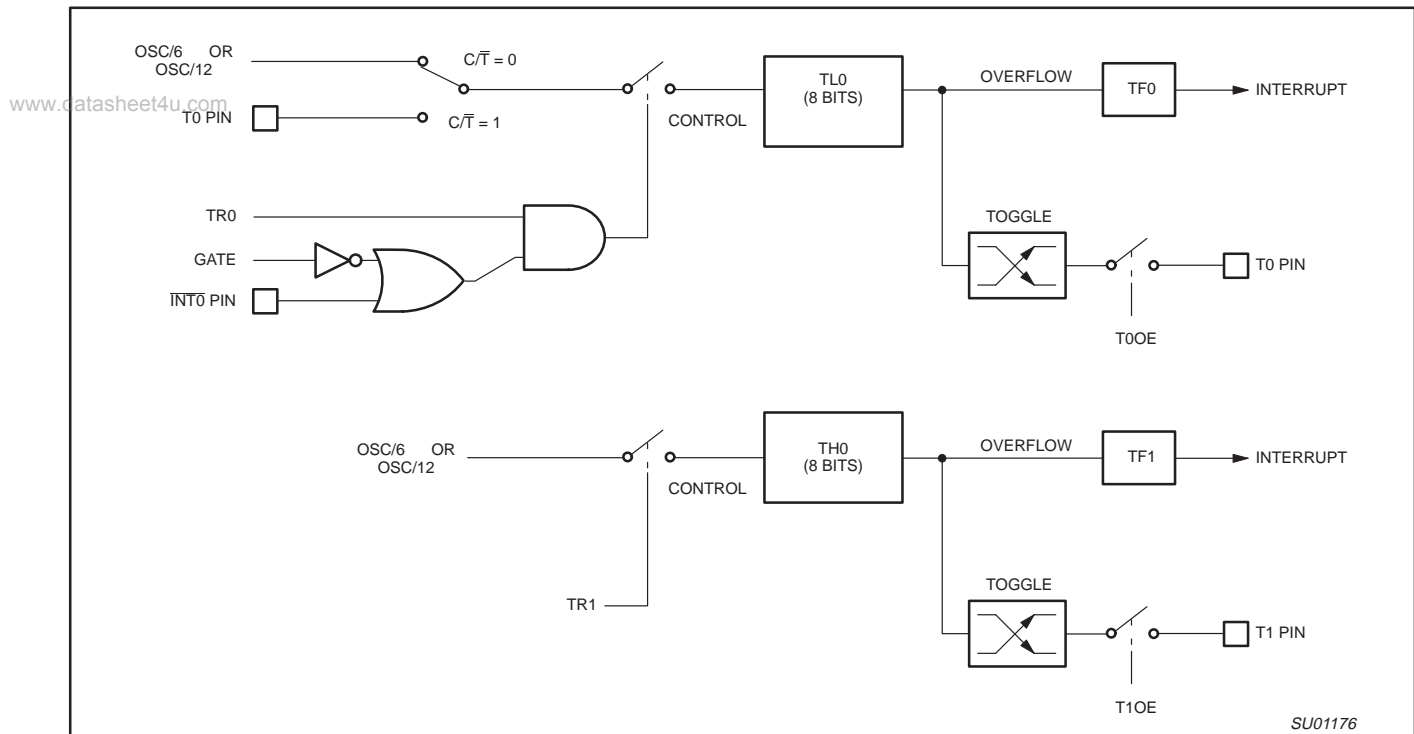 OSC/6 OR
OSC/12
C/T̅ = 0
TL0
(8 BITS)
OVERFLOW
TF0
INTERRUPT
www.datasheet4u.com
T0 PIN
C/T̅ = 1
CONTROL
TR0
GATE
I̅N̅T̅0̅ PIN
TOGGLE
T0 PIN
T0OE
OSC/6 OR
OSC/12
CONTROL
TH0
(8 BITS)
OVERFLOW
TF1
INTERRUPT
TR1
TOGGLE
T1 PIN
T1OE
SU01176